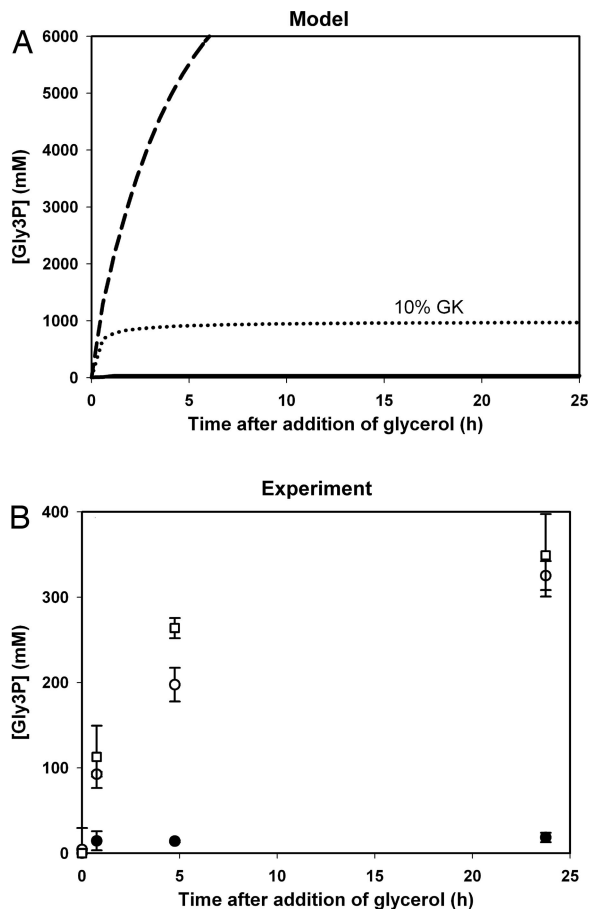 Model
A
6000
5000
4000
3000
2000
1000
0
[Gly3P] (mM)
10% GK
0 5 10 15 20 25
Time after addition of glycerol (h)
Experiment
B
400
300
200
100
0
[Gly3P] (mM)
0 5 10 15 20 25
Time after addition of glycerol (h)